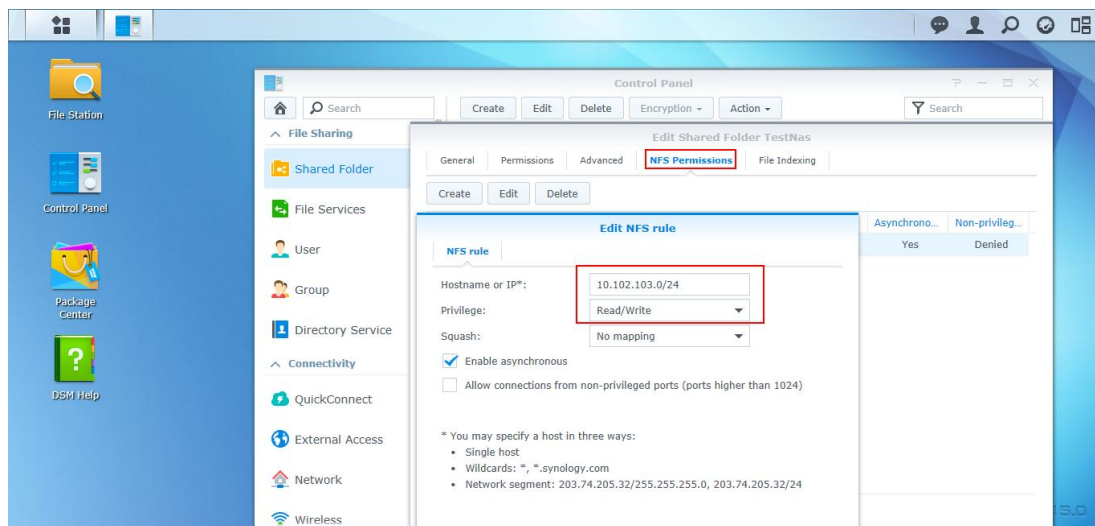 File Station
Control Panel
Package
Center
DSM Help
Control Panel
Search
Create Edit Delete Encryption Action
Search
File Sharing
Shared Folder
File Services
User
Group
Directory Service
Connectivity
QuickConnect
External Access
Network
Wireless
Edit Shared Folder TestNas
General Permissions Advanced NFS Permissions File Indexing
Create Edit Delete
Asynchrono... Non-privileg...
Yes Denied
Edit NFS rule
NFS rule
Hostname or IP*: 10.102.103.0/24
Privilege: Read/Write
Squash: No mapping
Enable asynchronous
Allow connections from non-privileged ports (ports higher than 1024)
* You may specify a host in three ways:
• Single host
• Wildcards: *, *.synology.com
• Network segment: 203.74.205.32/255.255.255.0, 203.74.205.32/24